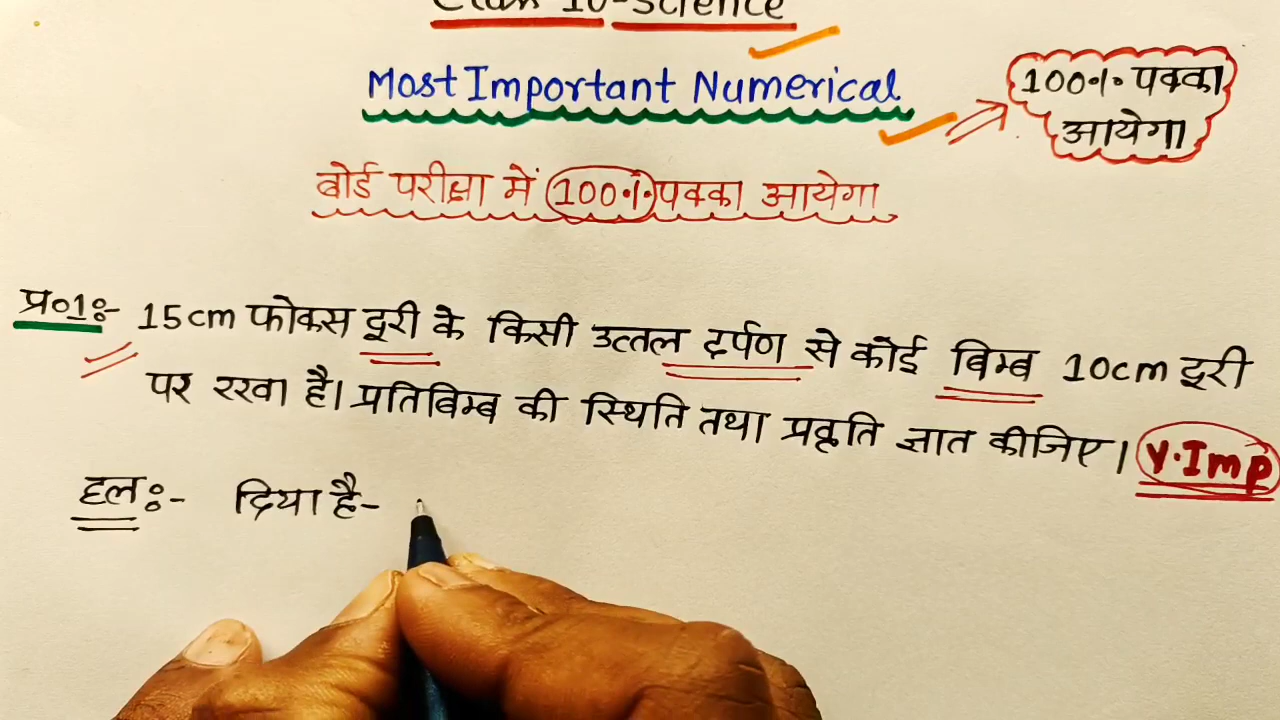 Class 10-Science
Most Important Numerical
100% पक्का
आयेगा
बोर्ड परीक्षा में 100% पक्का आयेगा
प्र०1:- 15cm फोकस दूरी के किसी उत्तल दर्पण से कोई बिम्ब 10cm दूरी
पर रखा है। प्रतिबिम्ब की स्थिति तथा प्रकृति ज्ञात कीजिए। V.Imp
हल:- दिया है-